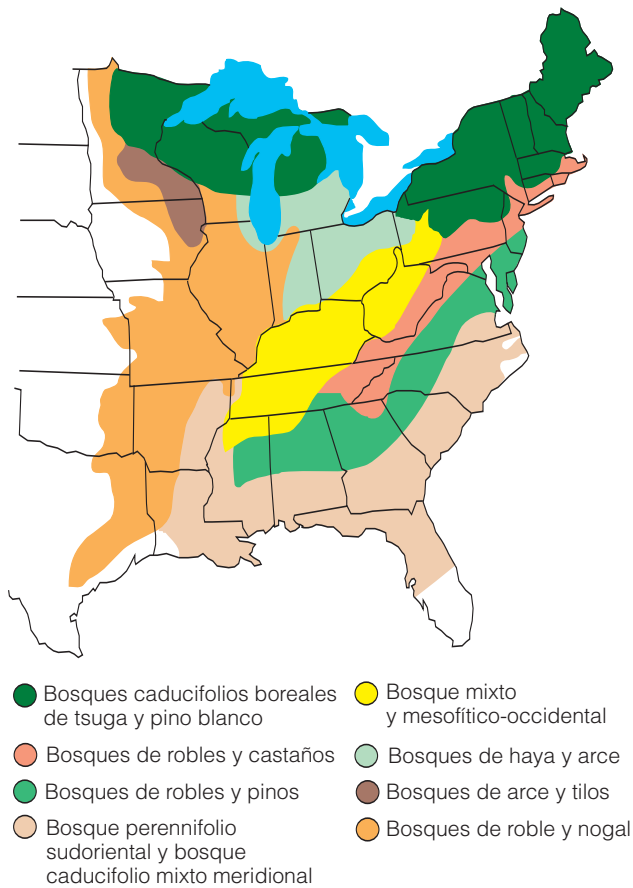 Bosques caducifolios boreales
de tsuga y pino blanco
Bosques de robles y castaños
Bosques de robles y pinos
Bosque perennifolio
sudoriental y bosque
caducifolio mixto meridional
Bosque mixto
y mesofítico-occidental
Bosques de haya y arce
Bosques de arce y tilos
Bosques de roble y nogal